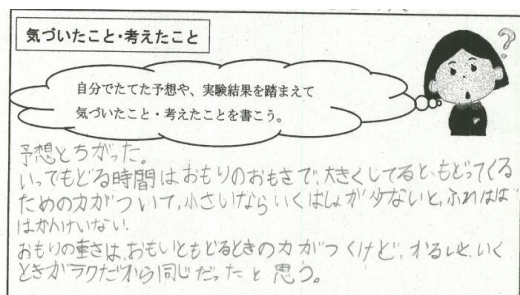 気づいたこと・考えたこと
自分でたてた予想や、実験結果を踏まえて
気づいたこと・考えたことを書こう。
?
予想とちがった。
いってもどる時間はおもりのおもさで、大きくしてると、もどってくる
ための力がついて、小さいならいくばしょが少ないと、ふれはば
はかんけいない。
おもりの重さは、おもいともどるときの力がつくけど、かるいと、いく
ときがラクだから同じだったと思う。